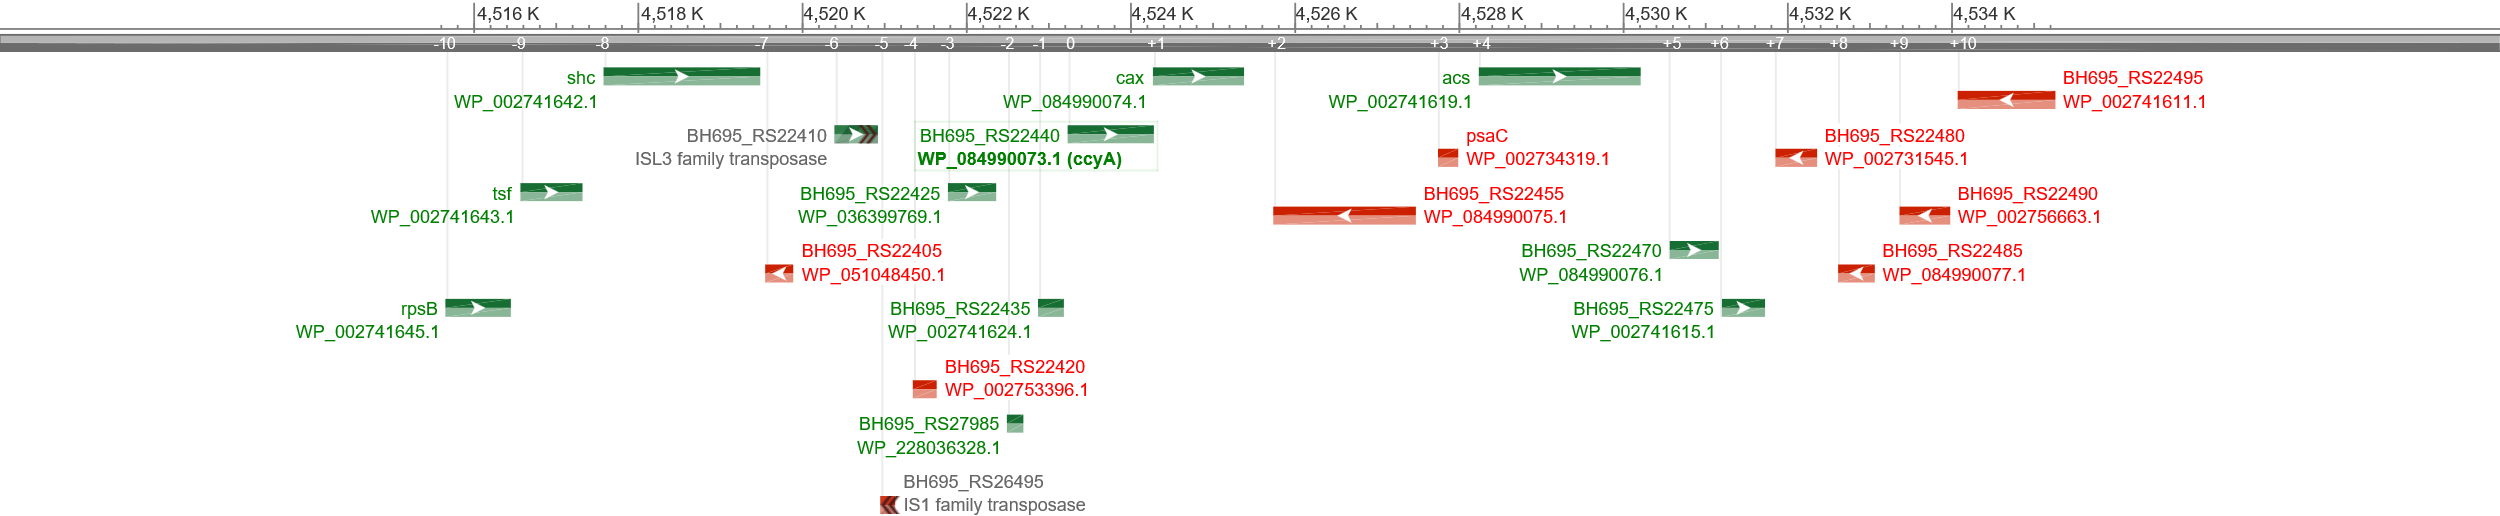 4,516 K 4,518 K 4,520 K 4,522 K 4,524 K 4,526 K 4,528 K 4,530 K 4,532 K 4,534 K
-10 -9 -8 -7 -6 -5 -4 -3 -2 -1 0 +1 +2 +3 +4 +5 +6 +7 +8 +9 +10
shc cax acs BH695_RS22495
WP_002741642.1 WP_084990074.1 WP_002741619.1 WP_002741611.1
BH695_RS22410 BH695_RS22440 psaC BH695_RS22480
ISL3 family transposase WP_084990073.1 (ccyA) WP_002734319.1 WP_002731545.1
tsf BH695_RS22425 BH695_RS22455 BH695_RS22490
WP_002741643.1 WP_036399769.1 WP_084990075.1 WP_002756663.1
BH695_RS22405 BH695_RS22470 BH695_RS22485
WP_051048450.1 WP_084990076.1 WP_084990077.1
rpsB BH695_RS22435 BH695_RS22475
WP_002741645.1 WP_002741624.1 WP_002741615.1
BH695_RS22420
WP_002753396.1
BH695_RS27985
WP_228036328.1
BH695_RS26495
IS1 family transposase